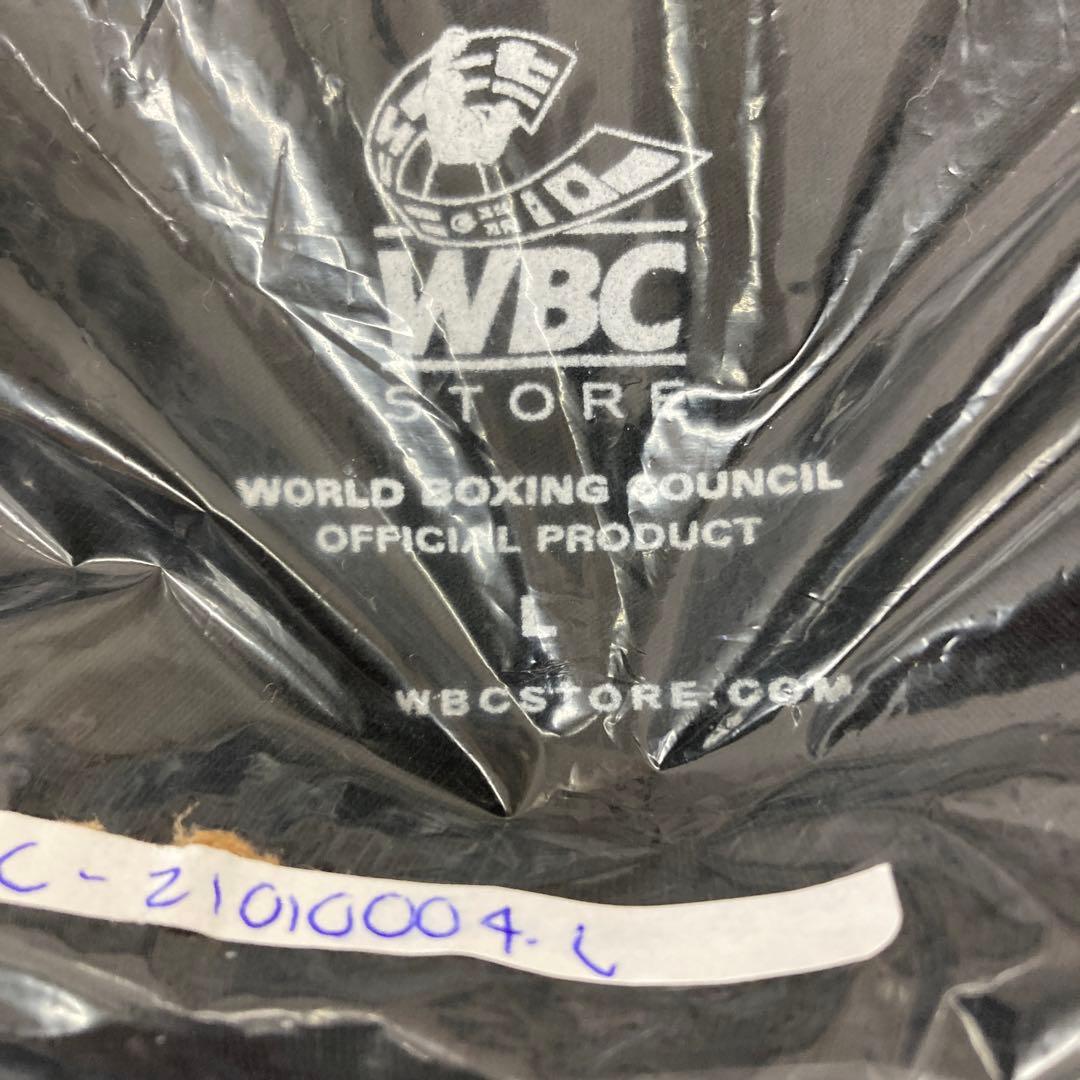 WBC
STORE
WORLD BOXING COUNCIL
OFFICIAL PRODUCT
L
WBCSTORE.COM
C-21010004.L